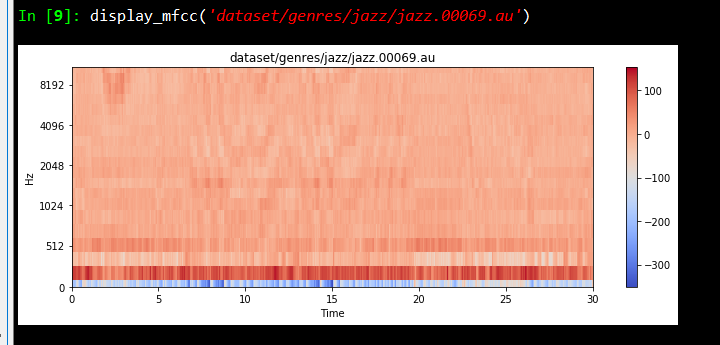 In [9]: display_mfcc('dataset/genres/jazz/jazz.00069.au')
dataset/genres/jazz/jazz.00069.au
8192
4096
2048
1024
512
0
Hz
0 5 10 15 20 25 30
Time
100
0
−100
−200
−300